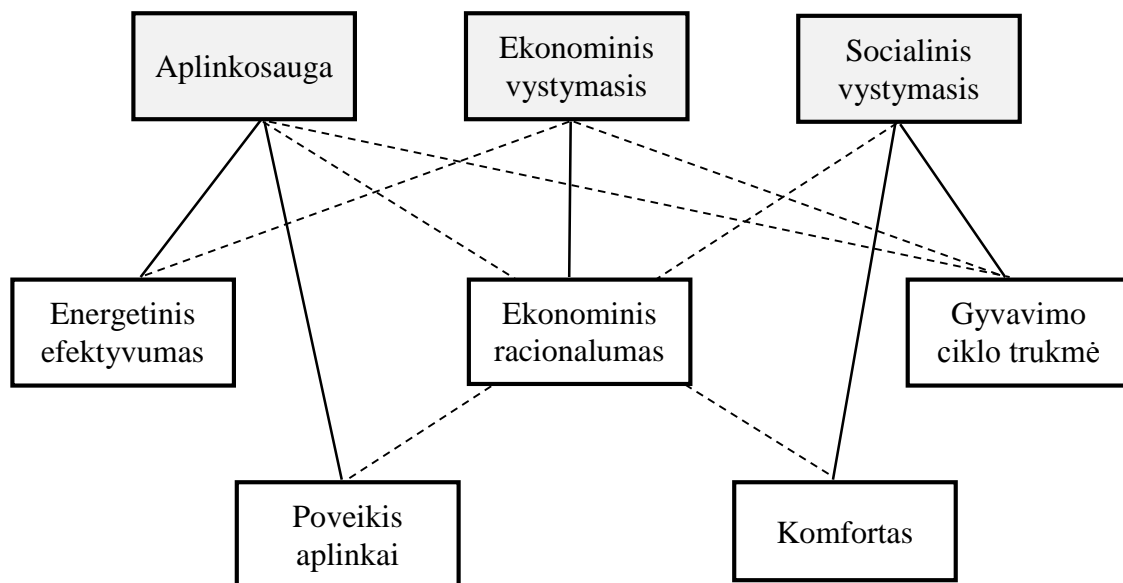 Aplinkosauga
Ekonominis
vystymasis
Socialinis
vystymasis
Energetinis
efektyvumas
Ekonominis
racionalumas
Gyvavimo
ciklo trukmė
Poveikis
aplinkai
Komfortas